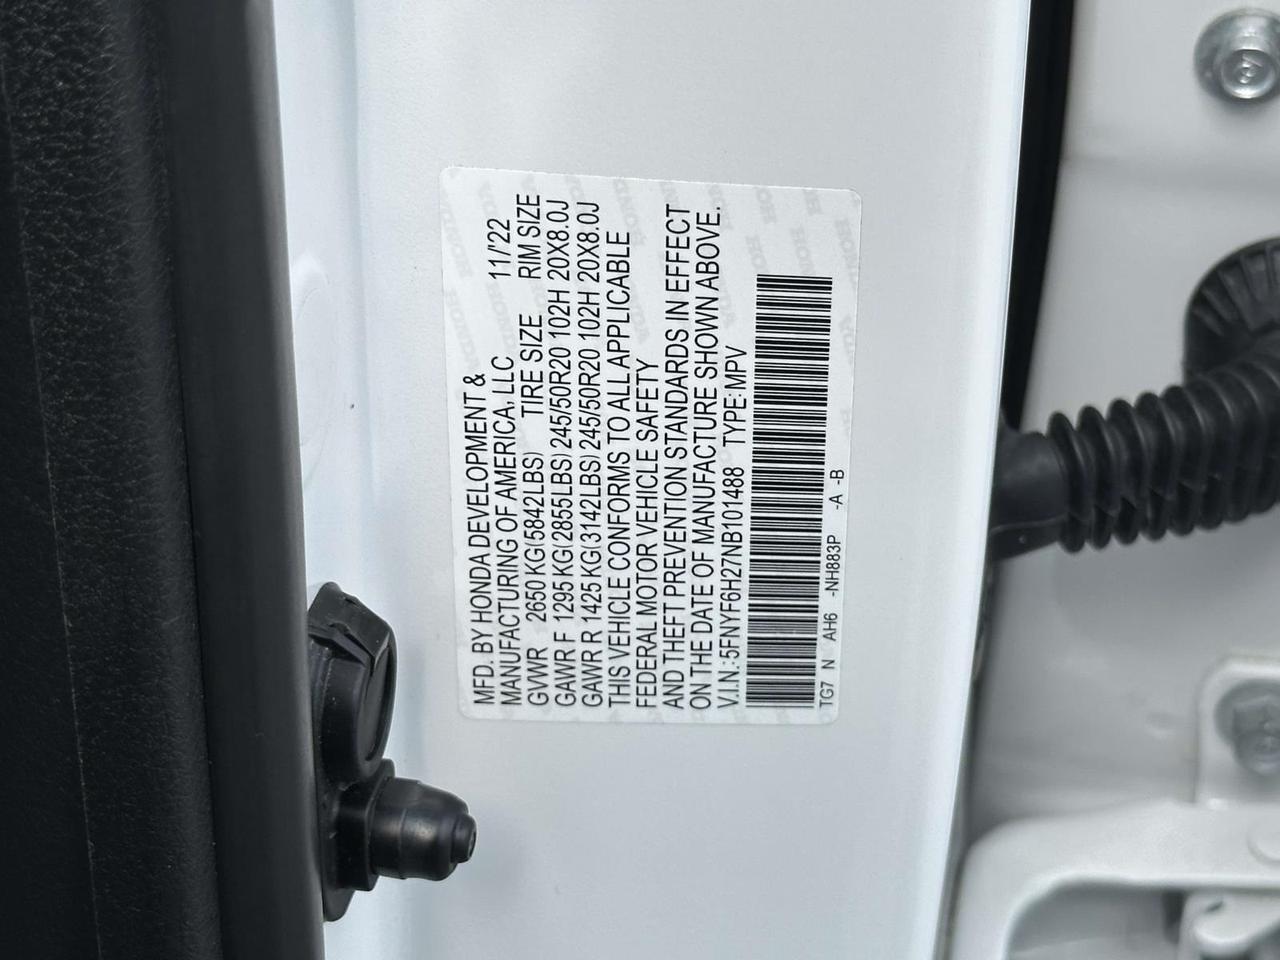 MFD. BY HONDA DEVELOPMENT &
MANUFACTURING OF AMERICA, LLC 11/'22
GVWR 2650 KG(5842LBS) TIRE SIZE RIM SIZE
GAWR F 1295 KG(2855LBS) 245/50R20 102H 20X8.0J
GAWR R 1425 KG(3142LBS) 245/50R20 102H 20X8.0J
THIS VEHICLE CONFORMS TO ALL APPLICABLE
FEDERAL MOTOR VEHICLE SAFETY
AND THEFT PREVENTION STANDARDS IN EFFECT
ON THE DATE OF MANUFACTURE SHOWN ABOVE.
V.I.N.: 5FNYF6H27NB101488 TYPE: MPV
TG7 N AH6 -NH883P -A -B